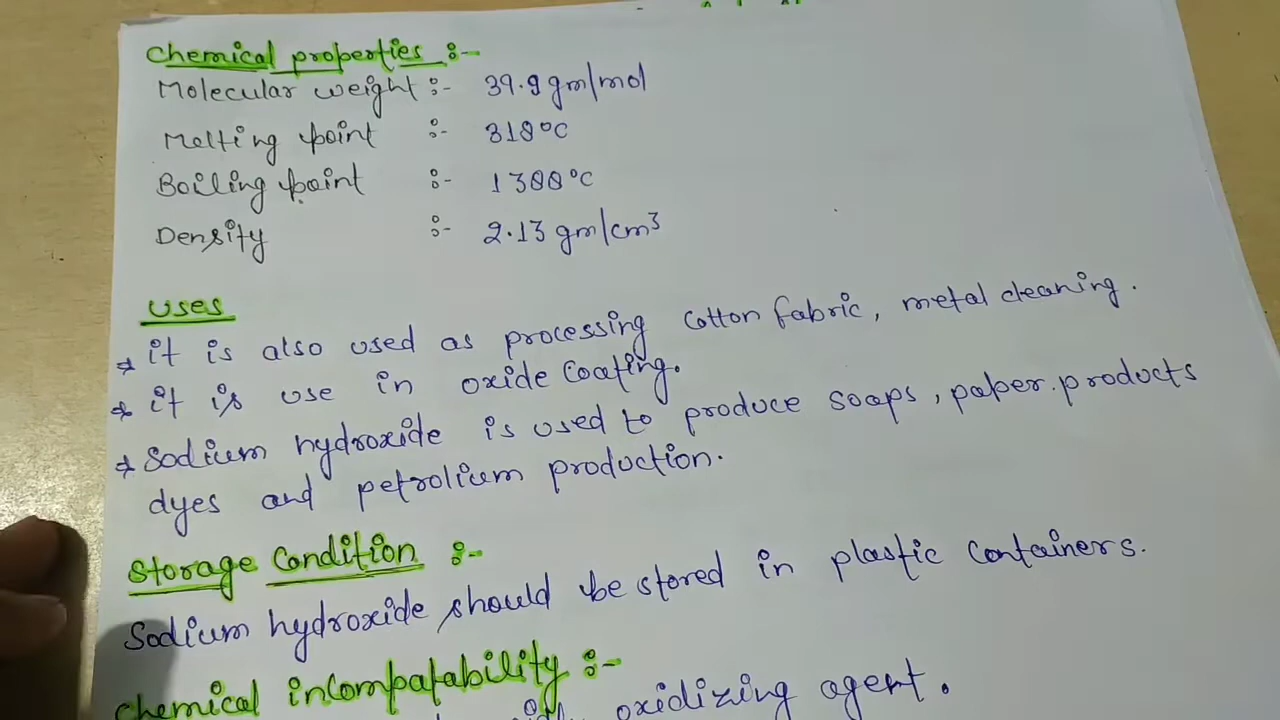 Chemical properties :-
Molecular weight :- 39.9 gm/mol
Melting point :- 318°C
Boiling point :- 1388°C
Density :- 2.13 gm/cm³
uses
→ it is also used as processing cotton fabric, metal cleaning.
→ it is use in oxide coating.
→ Sodium hydroxide is used to produce soaps, paper products
dyes and petrolium production.
Storage Condition :-
Sodium hydroxide should be stored in plastic containers.
Chemical incompatability :-
oxidizing agent.